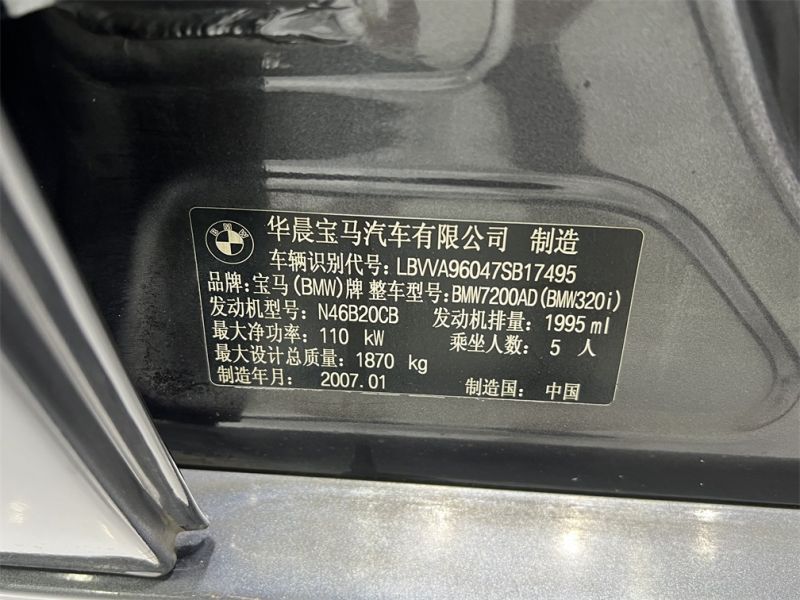 华晨宝马汽车有限公司 制造
车辆识别代号: LBVVA96047SB17495
品牌: 宝马(BMW)牌 整车型号: BMW7200AD(BMW320i)
发动机型号: N46B20CB 发动机排量: 1995 ml
最大净功率: 110 kW 乘坐人数: 5 人
最大设计总质量: 1870 kg
制造年月: 2007.01 制造国: 中国